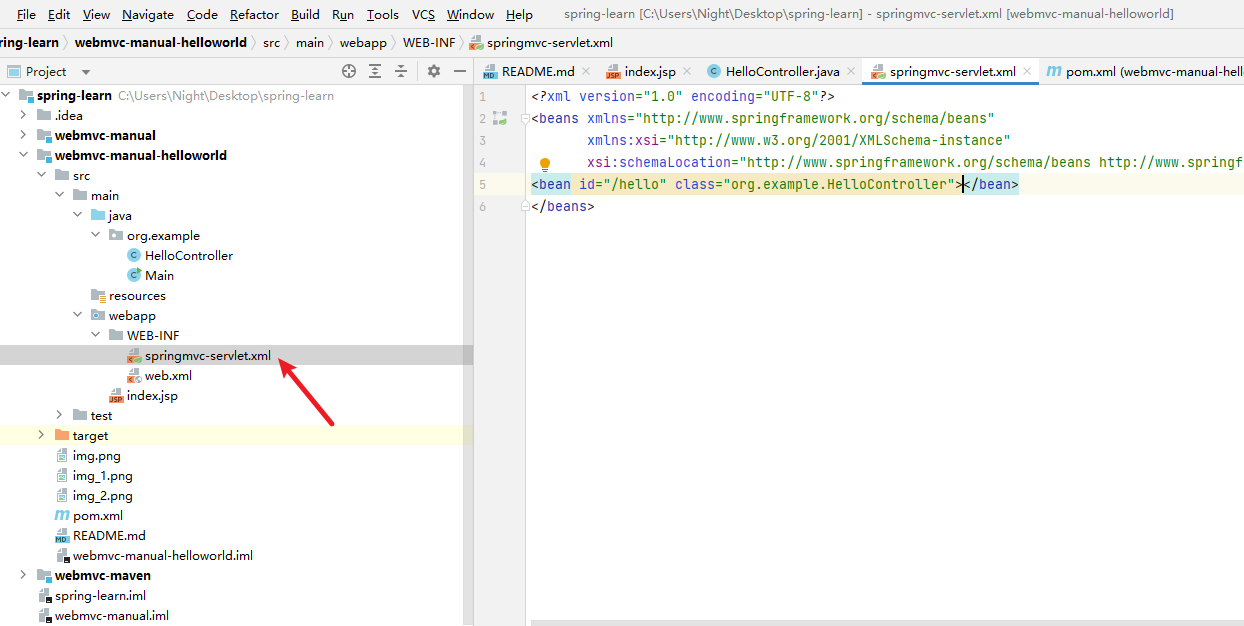 File Edit View Navigate Code Refactor Build Run Tools VCS Window Help spring-learn [C:\Users\Night\Desktop\spring-learn] - springmvc-servlet.xml [webmvc-manual-helloworld]
ring-learn webmvc-manual-helloworld src main webapp WEB-INF springmvc-servlet.xml
Project
README.md index.jsp HelloController.java springmvc-servlet.xml pom.xml (webmvc-manual-hell
spring-learn C:\Users\Night\Desktop\spring-learn
.idea
webmvc-manual
webmvc-manual-helloworld
src
main
java
org.example
HelloController
Main
resources
webapp
WEB-INF
springmvc-servlet.xml
web.xml
index.jsp
test
target
img.png
img_1.png
img_2.png
pom.xml
README.md
webmvc-manual-helloworld.iml
webmvc-maven
spring-learn.iml
webmvc-manual.iml
1 <?xml version="1.0" encoding="UTF-8"?>
2 <beans xmlns="http://www.springframework.org/schema/beans"
3 xmlns:xsi="http://www.w3.org/2001/XMLSchema-instance"
4 xsi:schemaLocation="http://www.springframework.org/schema/beans http://www.springf
5 <bean id="/hello" class="org.example.HelloController"></bean>
6 </beans>